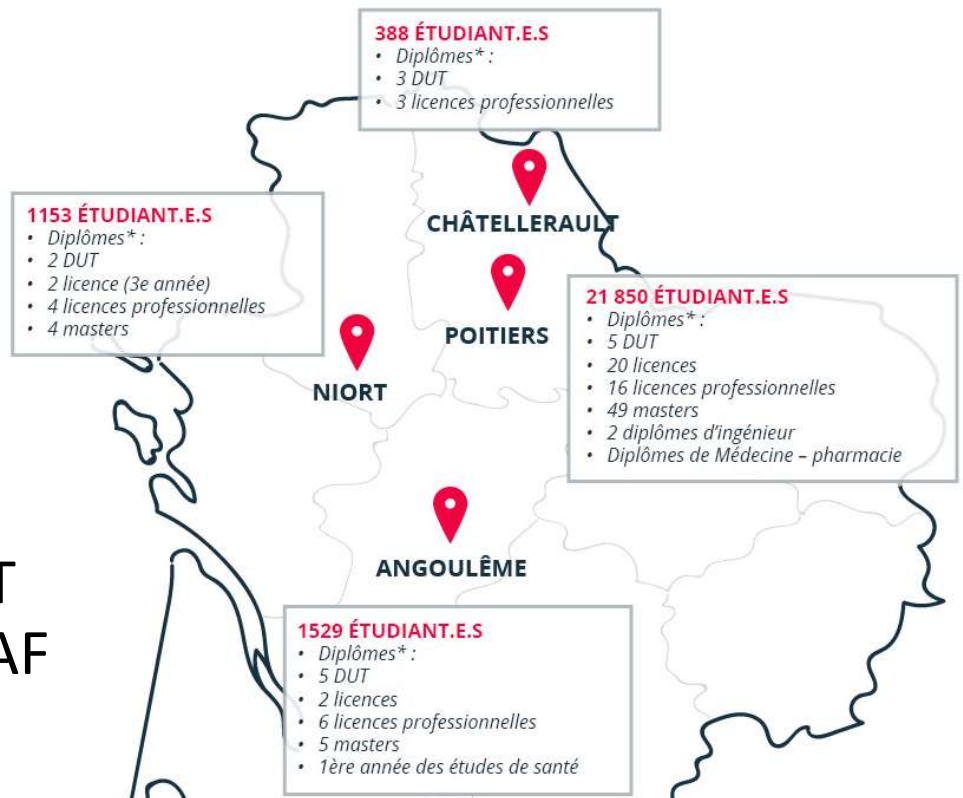 388 ÉTUDIANT.E.S
• Diplômes* :
• 3 DUT
• 3 licences professionnelles
CHÂTELLERAULT
1153 ÉTUDIANT.E.S
• Diplômes* :
• 2 DUT
• 2 licence (3e année)
• 4 licences professionnelles
• 4 masters
POITIERS
NIORT
21 850 ÉTUDIANT.E.S
• Diplômes* :
• 5 DUT
• 20 licences
• 16 licences professionnelles
• 49 masters
• 2 diplômes d'ingénieur
• Diplômes de Médecine – pharmacie
ANGOULÊME
T
AF
1529 ÉTUDIANT.E.S
• Diplômes* :
• 5 DUT
• 2 licences
• 6 licences professionnelles
• 5 masters
• 1ère année des études de santé